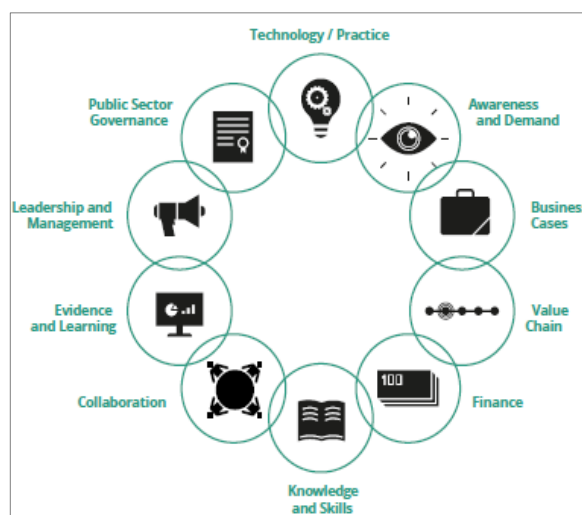 Technology / Practice
Public Sector
Governance
Awareness
and Demand
Leadership and
Management
Busines
Cases
Evidence
and Learning
Value
Chain
100
Collaboration
Finance
Knowledge
and Skills